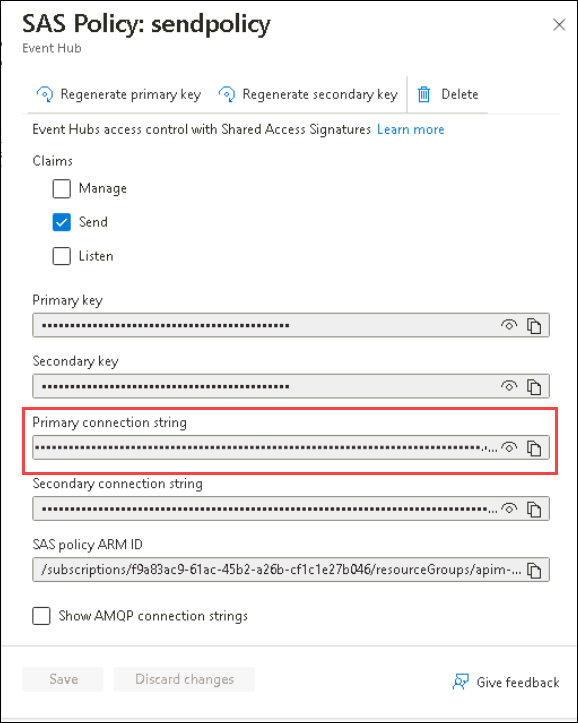 SAS Policy: sendpolicy
Event Hub
Regenerate primary key Regenerate secondary key Delete
Event Hubs access control with Shared Access Signatures Learn more
Claims
Manage
Send
Listen
Primary key
••••••••••••••••••••••••••••••••••••••••••••
Secondary key
••••••••••••••••••••••••••••••••••••••••••••
Primary connection string
Secondary connection string
SAS policy ARM ID
/subscriptions/f9a83ac9-61ac-45b2-a26b-cf1c1e27b046/resourceGroups/apim-...
Show AMQP connection strings
Save Discard changes Give feedback